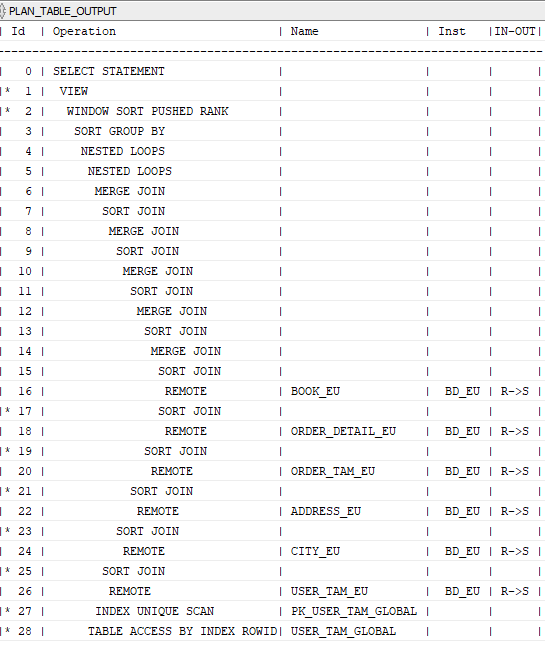 PLAN_TABLE_OUTPUT
| Id | Operation | Name | Inst |IN-OUT|
--------------------------------------------------------------------------------
| 0 | SELECT STATEMENT | | | |
|* 1 | VIEW | | | |
|* 2 | WINDOW SORT PUSHED RANK | | | |
| 3 | SORT GROUP BY | | | |
| 4 | NESTED LOOPS | | | |
| 5 | NESTED LOOPS | | | |
| 6 | MERGE JOIN | | | |
| 7 | SORT JOIN | | | |
| 8 | MERGE JOIN | | | |
| 9 | SORT JOIN | | | |
| 10 | MERGE JOIN | | | |
| 11 | SORT JOIN | | | |
| 12 | MERGE JOIN | | | |
| 13 | SORT JOIN | | | |
| 14 | MERGE JOIN | | | |
| 15 | SORT JOIN | | | |
| 16 | REMOTE | BOOK_EU | BD_EU | R->S |
|* 17 | SORT JOIN | | | |
| 18 | REMOTE | ORDER_DETAIL_EU | BD_EU | R->S |
|* 19 | SORT JOIN | | | |
| 20 | REMOTE | ORDER_TAM_EU | BD_EU | R->S |
|* 21 | SORT JOIN | | | |
| 22 | REMOTE | ADDRESS_EU | BD_EU | R->S |
|* 23 | SORT JOIN | | | |
| 24 | REMOTE | CITY_EU | BD_EU | R->S |
|* 25 | SORT JOIN | | | |
| 26 | REMOTE | USER_TAM_EU | BD_EU | R->S |
|* 27 | INDEX UNIQUE SCAN | PK_USER_TAM_GLOBAL | | |
|* 28 | TABLE ACCESS BY INDEX ROWID| USER_TAM_GLOBAL | | |